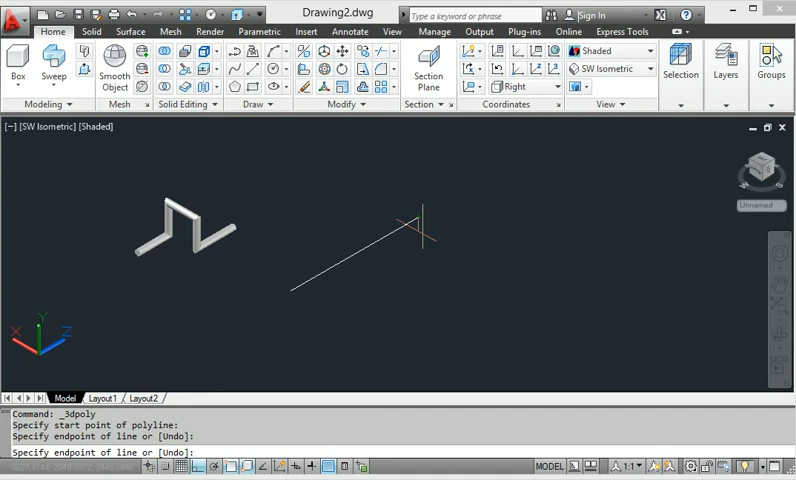 Drawing2.dwg
Type a keyword or phrase
Sign In
Home Solid Surface Mesh Render Parametric Insert Annotate View Manage Output Plug-ins Online Express Tools
Box
Sweep
Smooth Object
Section Plane
Right
Shaded
SW Isometric
Selection
Layers
Groups
Modeling
Mesh
Solid Editing
Draw
Modify
Section
Coordinates
View
[−] [SW Isometric] [Shaded]
W S
Unnamed
X Y Z
Model Layout1 Layout2
Command: _3dpoly
Specify start point of polyline:
Specify endpoint of line or [Undo]:
Specify endpoint of line or [Undo]:
MODEL
1:1